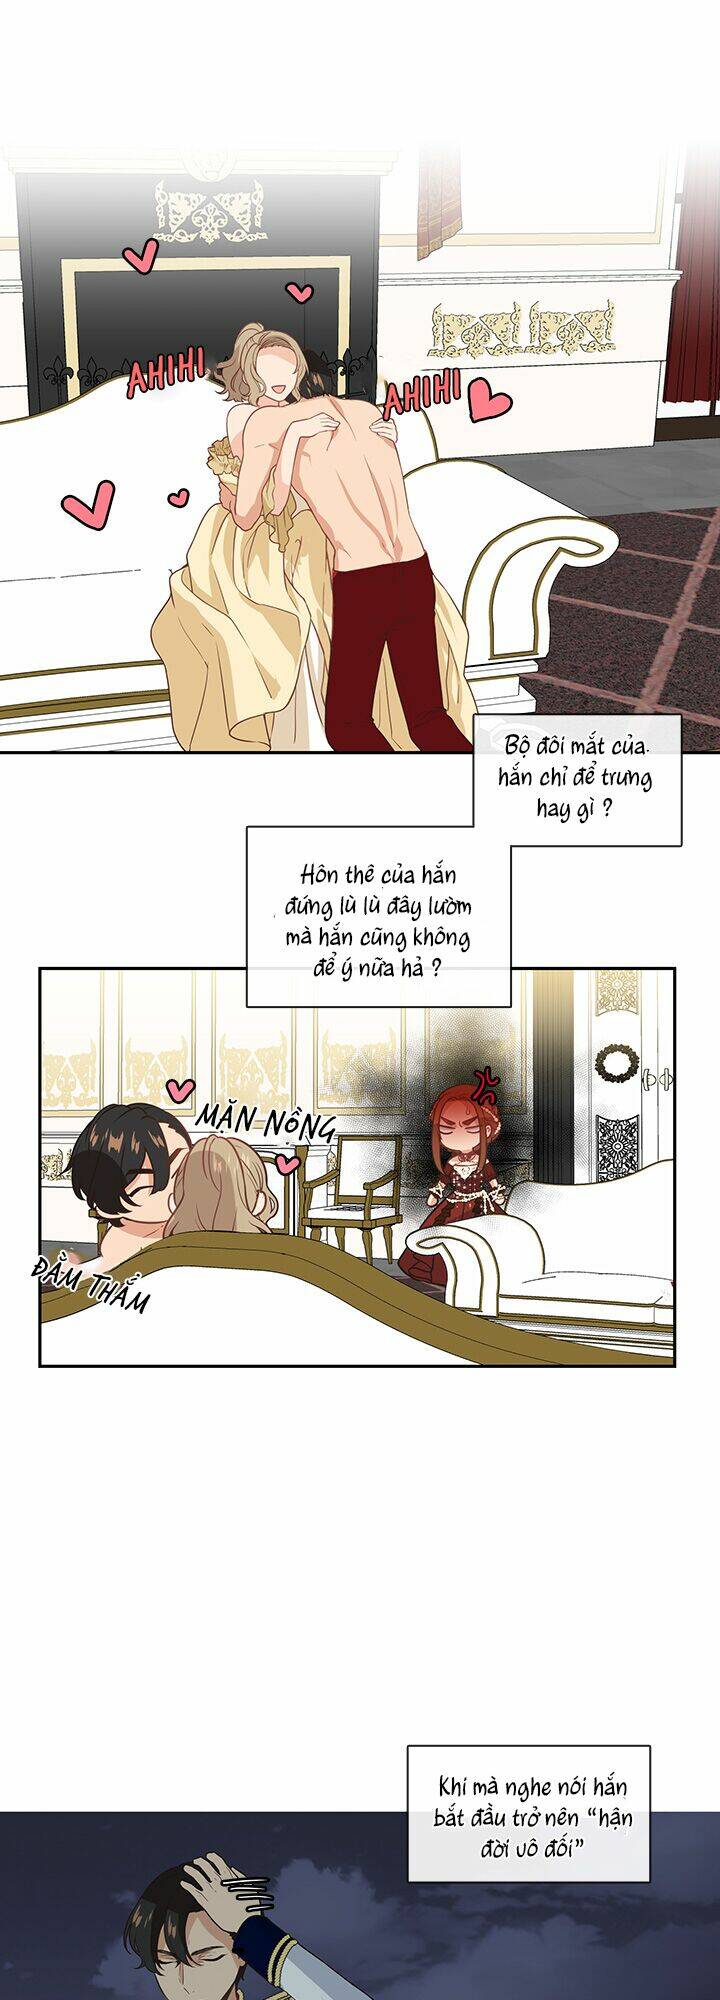 AHIHI
AHIHI
Bộ đôi mắt của
hắn chỉ để trưng
hay gì ?
Hôn thê của hắn
đứng lù lù đây lườm
mà hắn cũng không
để ý nữa hả ?
MẶN NỒNG
ĐẰM THẮM
Khi mà nghe nói hắn
bắt đầu trở nên “hận
đời vô đối”